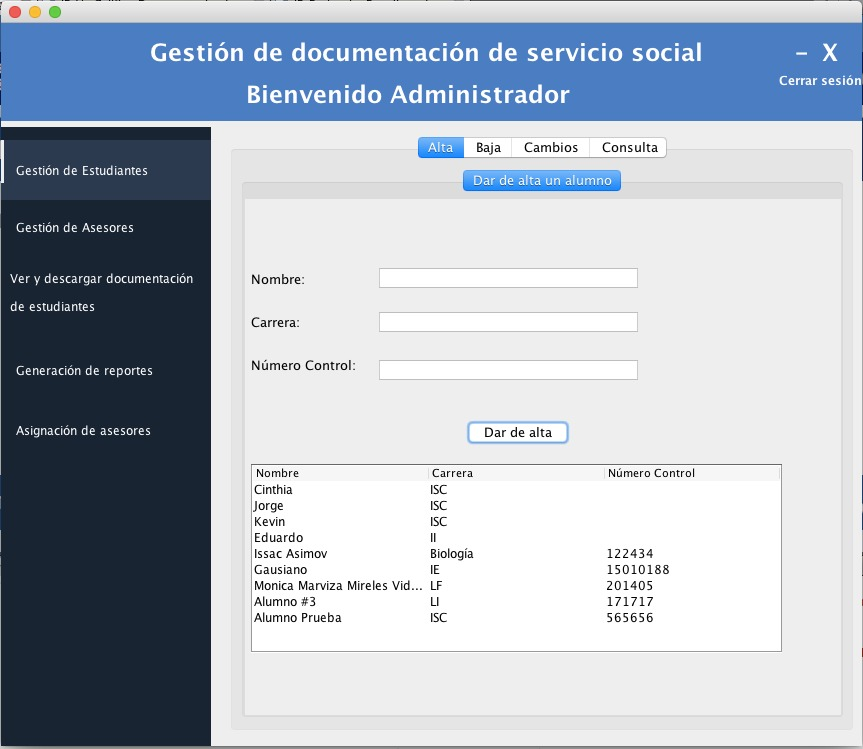 Gestión de documentación de servicio social
Bienvenido Administrador
– X
Cerrar sesión
Gestión de Estudiantes
Gestión de Asesores
Ver y descargar documentación
de estudiantes
Generación de reportes
Asignación de asesores
Alta Baja Cambios Consulta
Dar de alta un alumno
Nombre:
Carrera:
Número Control:
Dar de alta
Nombre Carrera Número Control
Cinthia ISC
Jorge ISC
Kevin ISC
Eduardo II
Issac Asimov Biología 122434
Gausiano IE 15010188
Monica Marviza Mireles Vid... LF 201405
Alumno #3 LI 171717
Alumno Prueba ISC 565656